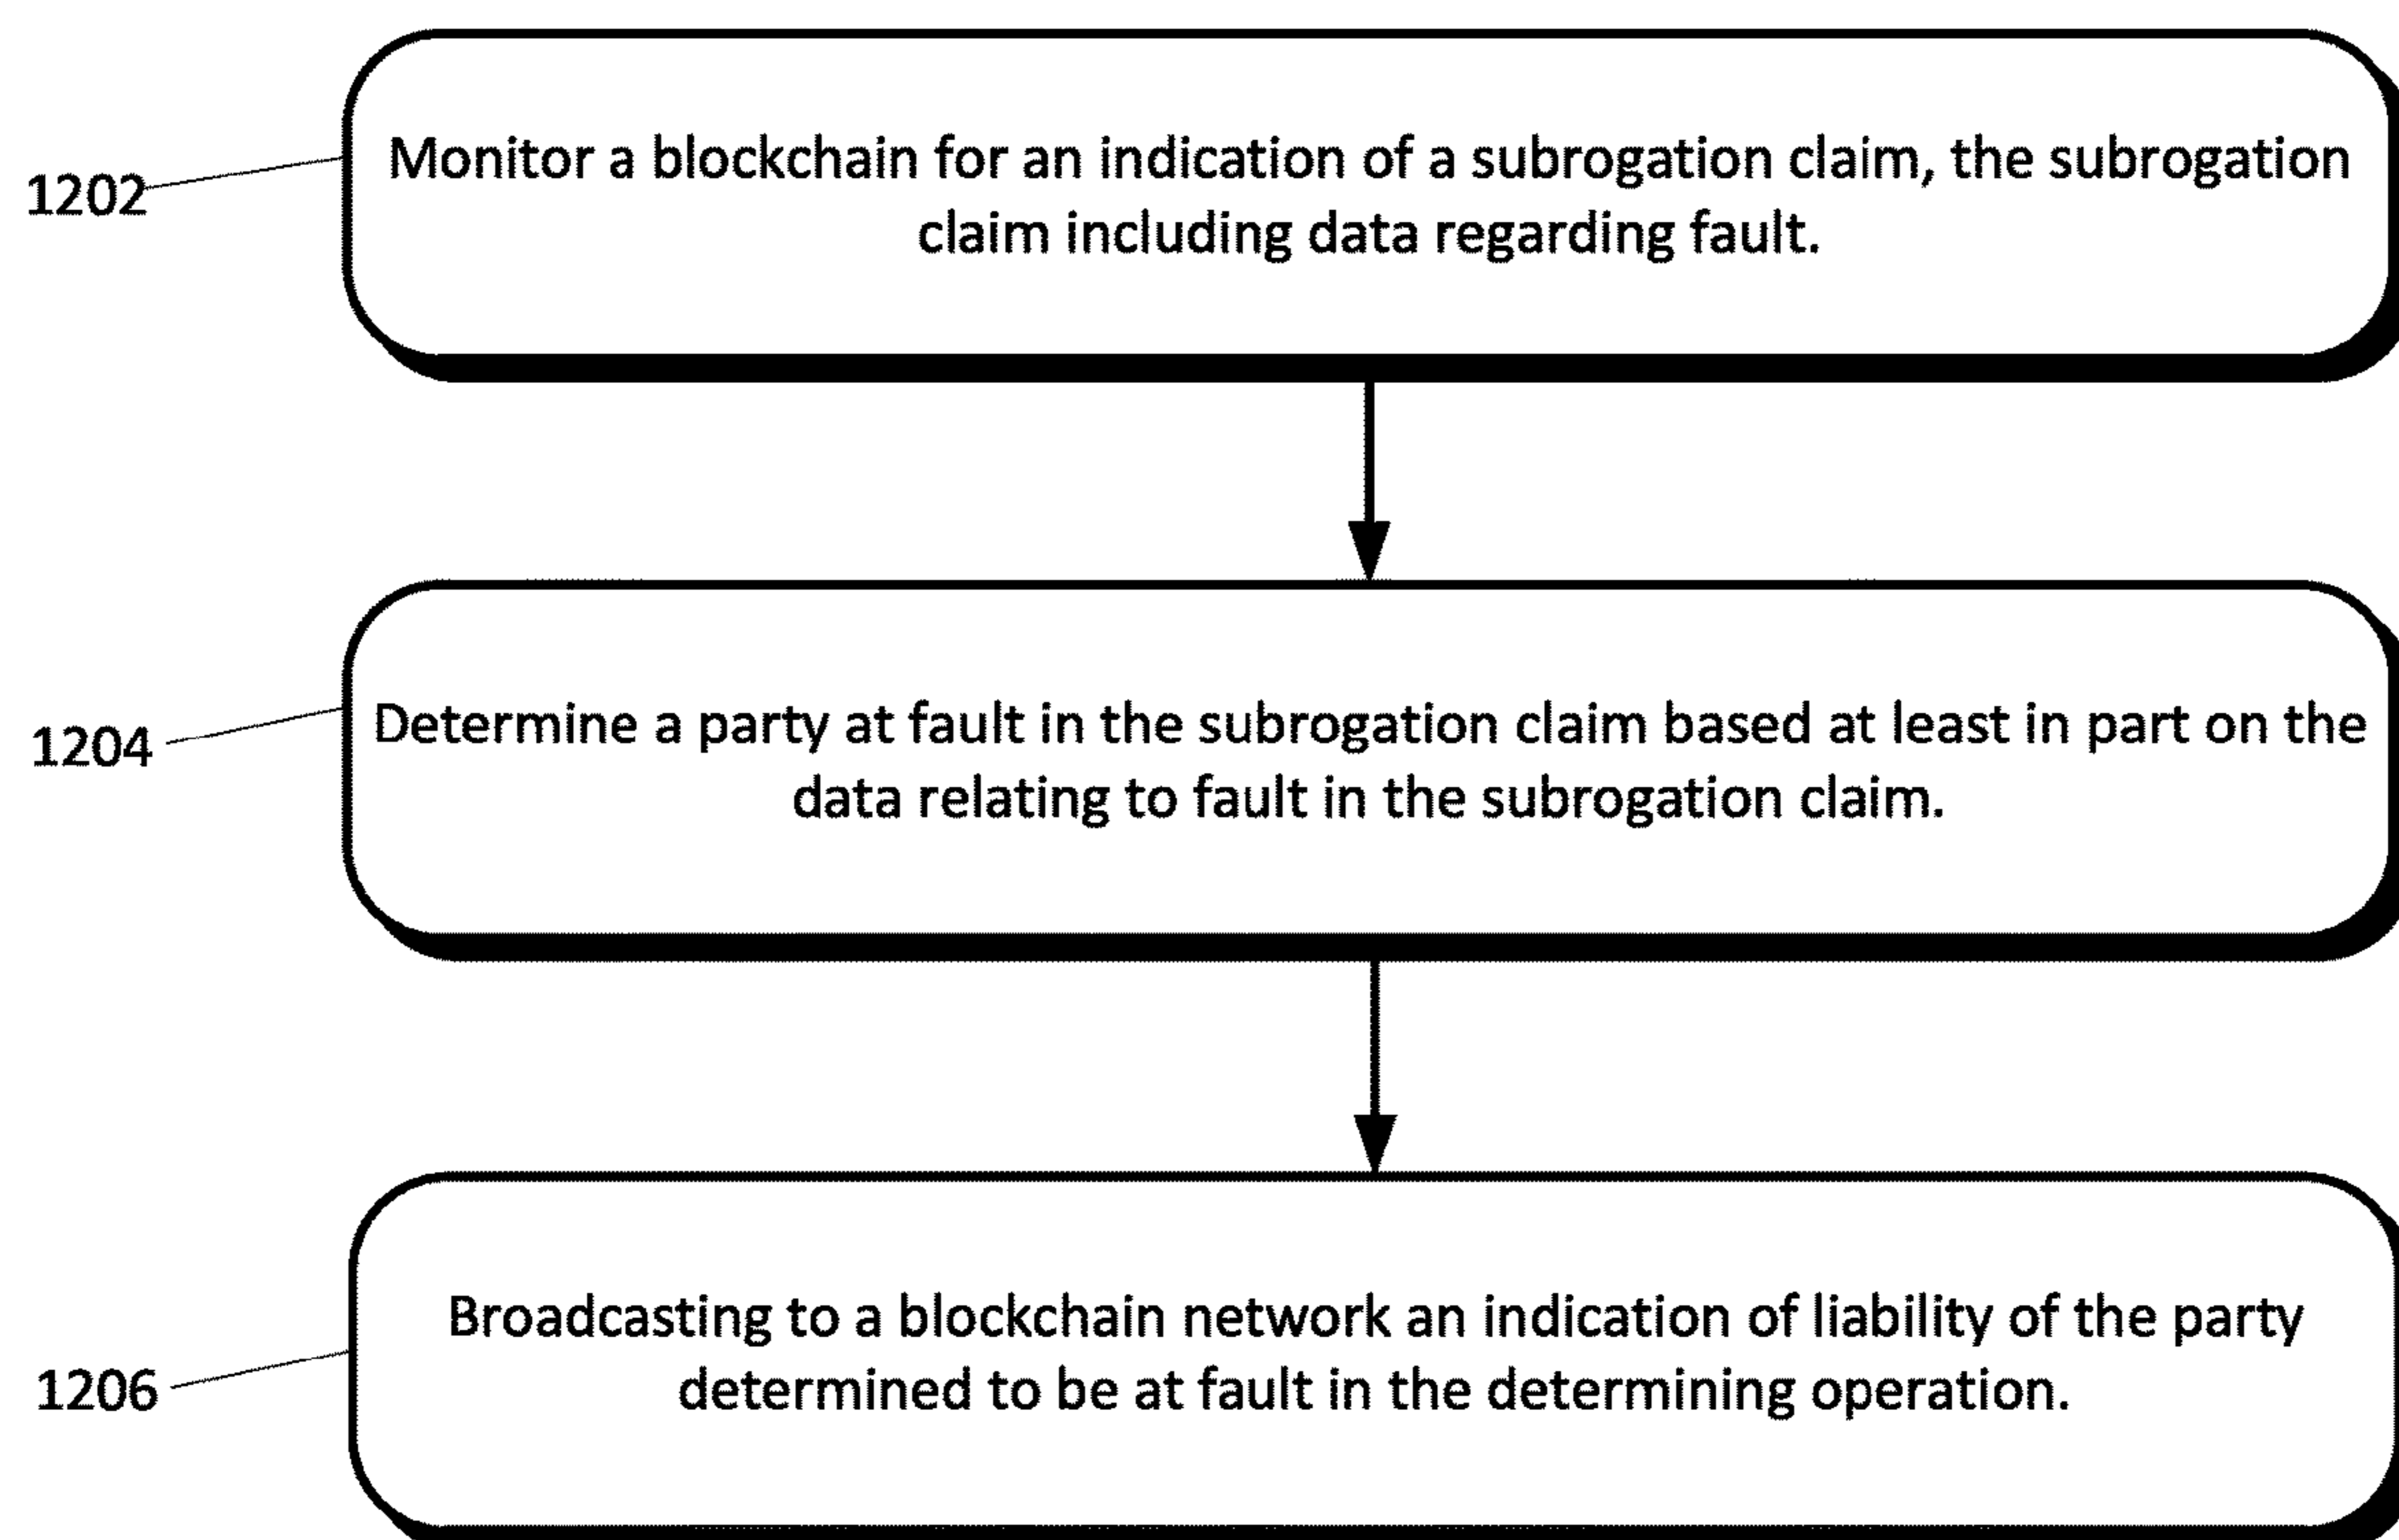 1202
Monitor a blockchain for an indication of a subrogation claim, the subrogation
claim including data regarding fault.
1204
Determine a party at fault in the subrogation claim based at least in part on the
data relating to fault in the subrogation claim.
1206
Broadcasting to a blockchain network an indication of liability of the party
determined to be at fault in the determining operation.